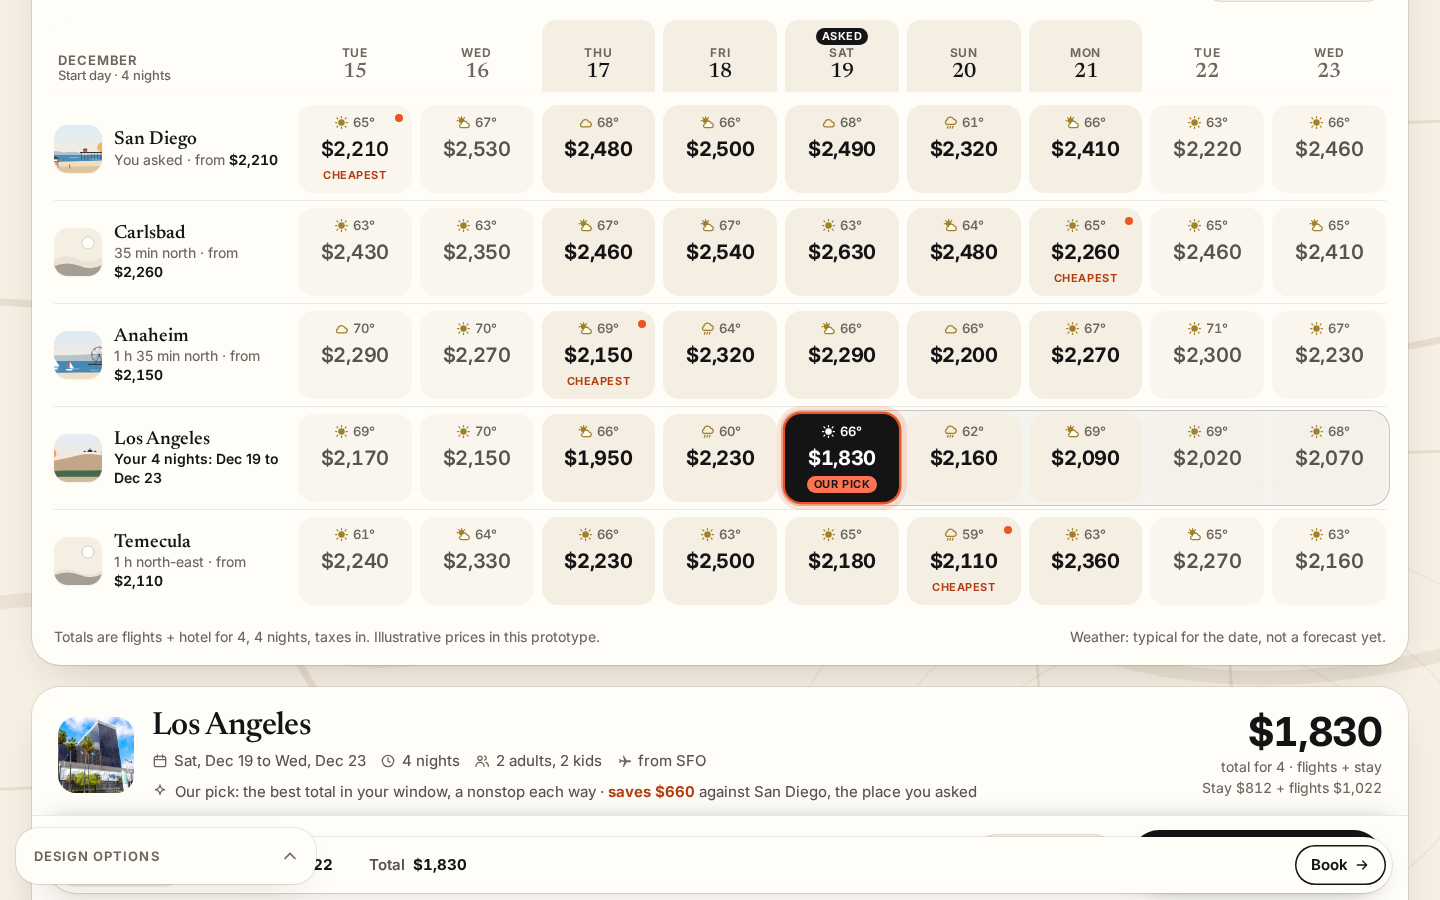 DECEMBER
Start day · 4 nights
TUE 15
WED 16
THU 17
FRI 18
ASKED
SAT 19
SUN 20
MON 21
TUE 22
WED 23
San Diego
You asked · from $2,210
65° 67° 68° 66° 68° 61° 66° 63° 66°
$2,210 $2,530 $2,480 $2,500 $2,490 $2,320 $2,410 $2,220 $2,460
CHEAPEST
Carlsbad
35 min north · from
$2,260
63° 63° 67° 67° 63° 64° 65° 65° 65°
$2,430 $2,350 $2,460 $2,540 $2,630 $2,480 $2,260 $2,460 $2,410
CHEAPEST
Anaheim
1 h 35 min north · from
$2,150
70° 70° 69° 64° 66° 66° 67° 71° 67°
$2,290 $2,270 $2,150 $2,320 $2,290 $2,200 $2,270 $2,300 $2,230
CHEAPEST
Los Angeles
Your 4 nights: Dec 19 to
Dec 23
69° 70° 66° 60° 66° 62° 69° 69° 68°
$2,170 $2,150 $1,950 $2,230 $1,830 $2,160 $2,090 $2,020 $2,070
OUR PICK
Temecula
1 h north-east · from
$2,110
61° 64° 66° 63° 65° 59° 63° 65° 63°
$2,240 $2,330 $2,230 $2,500 $2,180 $2,110 $2,360 $2,270 $2,160
CHEAPEST
Totals are flights + hotel for 4, 4 nights, taxes in. Illustrative prices in this prototype.
Weather: typical for the date, not a forecast yet.
Los Angeles
Sat, Dec 19 to Wed, Dec 23 4 nights 2 adults, 2 kids from SFO
Our pick: the best total in your window, a nonstop each way · saves $660 against San Diego, the place you asked
$1,830
total for 4 · flights + stay
Stay $812 + flights $1,022
DESIGN OPTIONS
22 Total $1,830
Book →